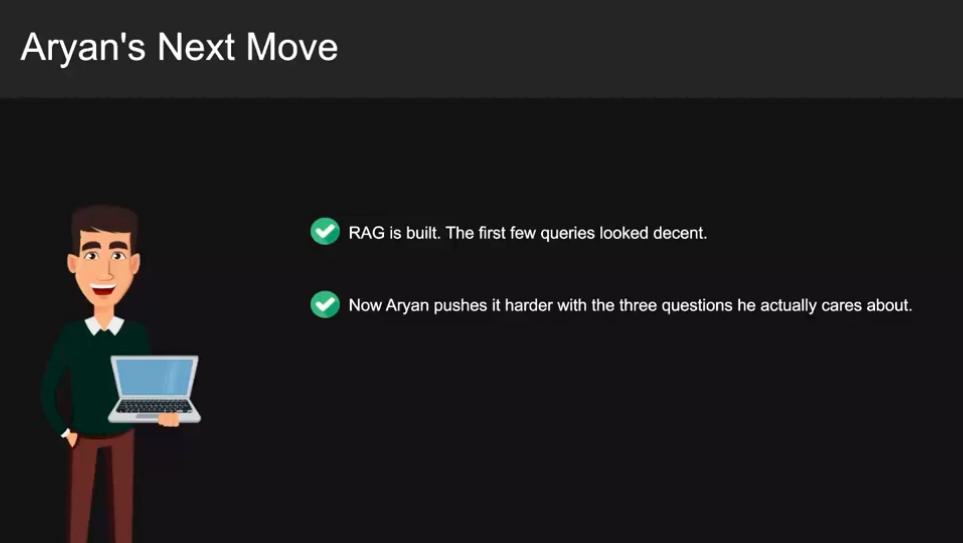 Aryan's Next Move
RAG is built. The first few queries looked decent.
Now Aryan pushes it harder with the three questions he actually cares about.